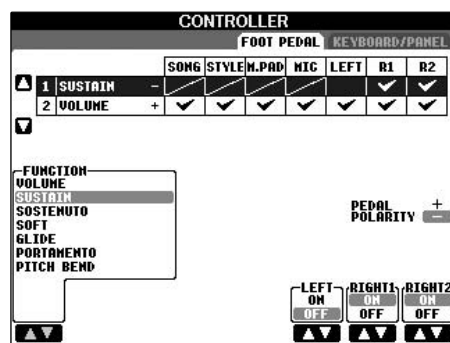 CONTROLLER
FOOT PEDAL KEYBOARD/PANEL
SONG STYLE M.PAD MIC LEFT R1 R2
1 SUSTAIN -
2 VOLUME +
FUNCTION
VOLUME
SUSTAIN
SOSTENUTO
SOFT
GLIDE
PORTAMENTO
PITCH BEND
PEDAL +
POLARITY -
LEFT RIGHT1 RIGHT2
ON ON ON
OFF OFF OFF